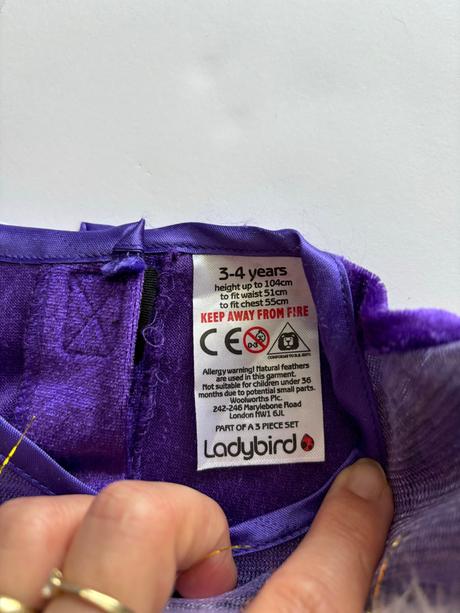 3-4 years
height up to 104cm
to fit waist 51cm
to fit chest 55cm
KEEP AWAY FROM FIRE
CE 0-3
CONFORMS TO B.S. 5665
Allergy warning! Natural feathers
are used in this garment.
Not suitable for children under 36
months due to potential small parts.
Woolworths Plc.
242-246 Marylebone Road
London NW1 6JL
PART OF A 3 PIECE SET
Ladybird